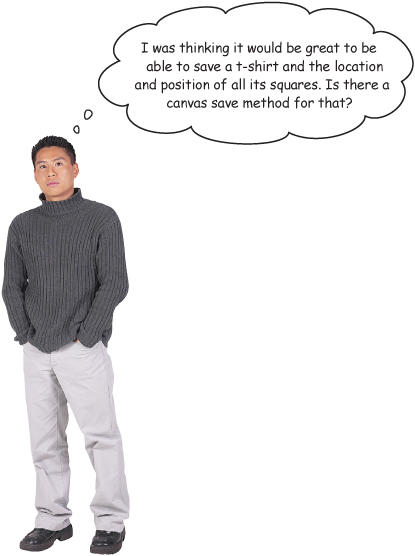 I was thinking it would be great to be
able to save a t-shirt and the location
and position of all its squares. Is there a
canvas save method for that?